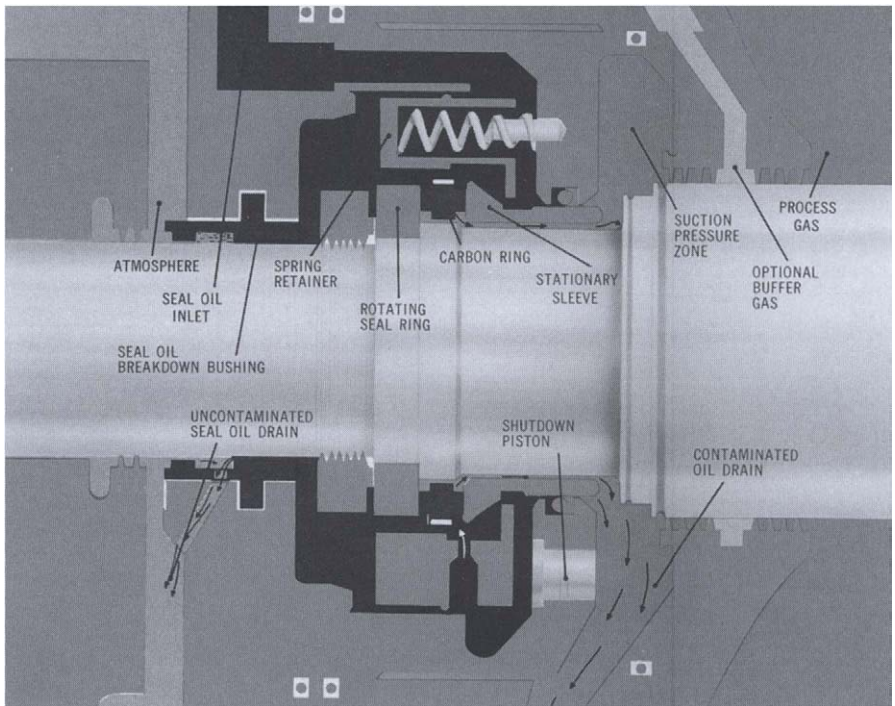 ATMOSPHERE
SEAL OIL
INLET
SPRING
RETAINER
CARBON RING
STATIONARY
SLEEVE
SUCTION
PRESSURE
ZONE
PROCESS
GAS
OPTIONAL
BUFFER
GAS
ROTATING
SEAL RING
SEAL OIL
BREAKDOWN BUSHING
UNCONTAMINATED
SEAL OIL DRAIN
SHUTDOWN
PISTON
CONTAMINATED
OIL DRAIN